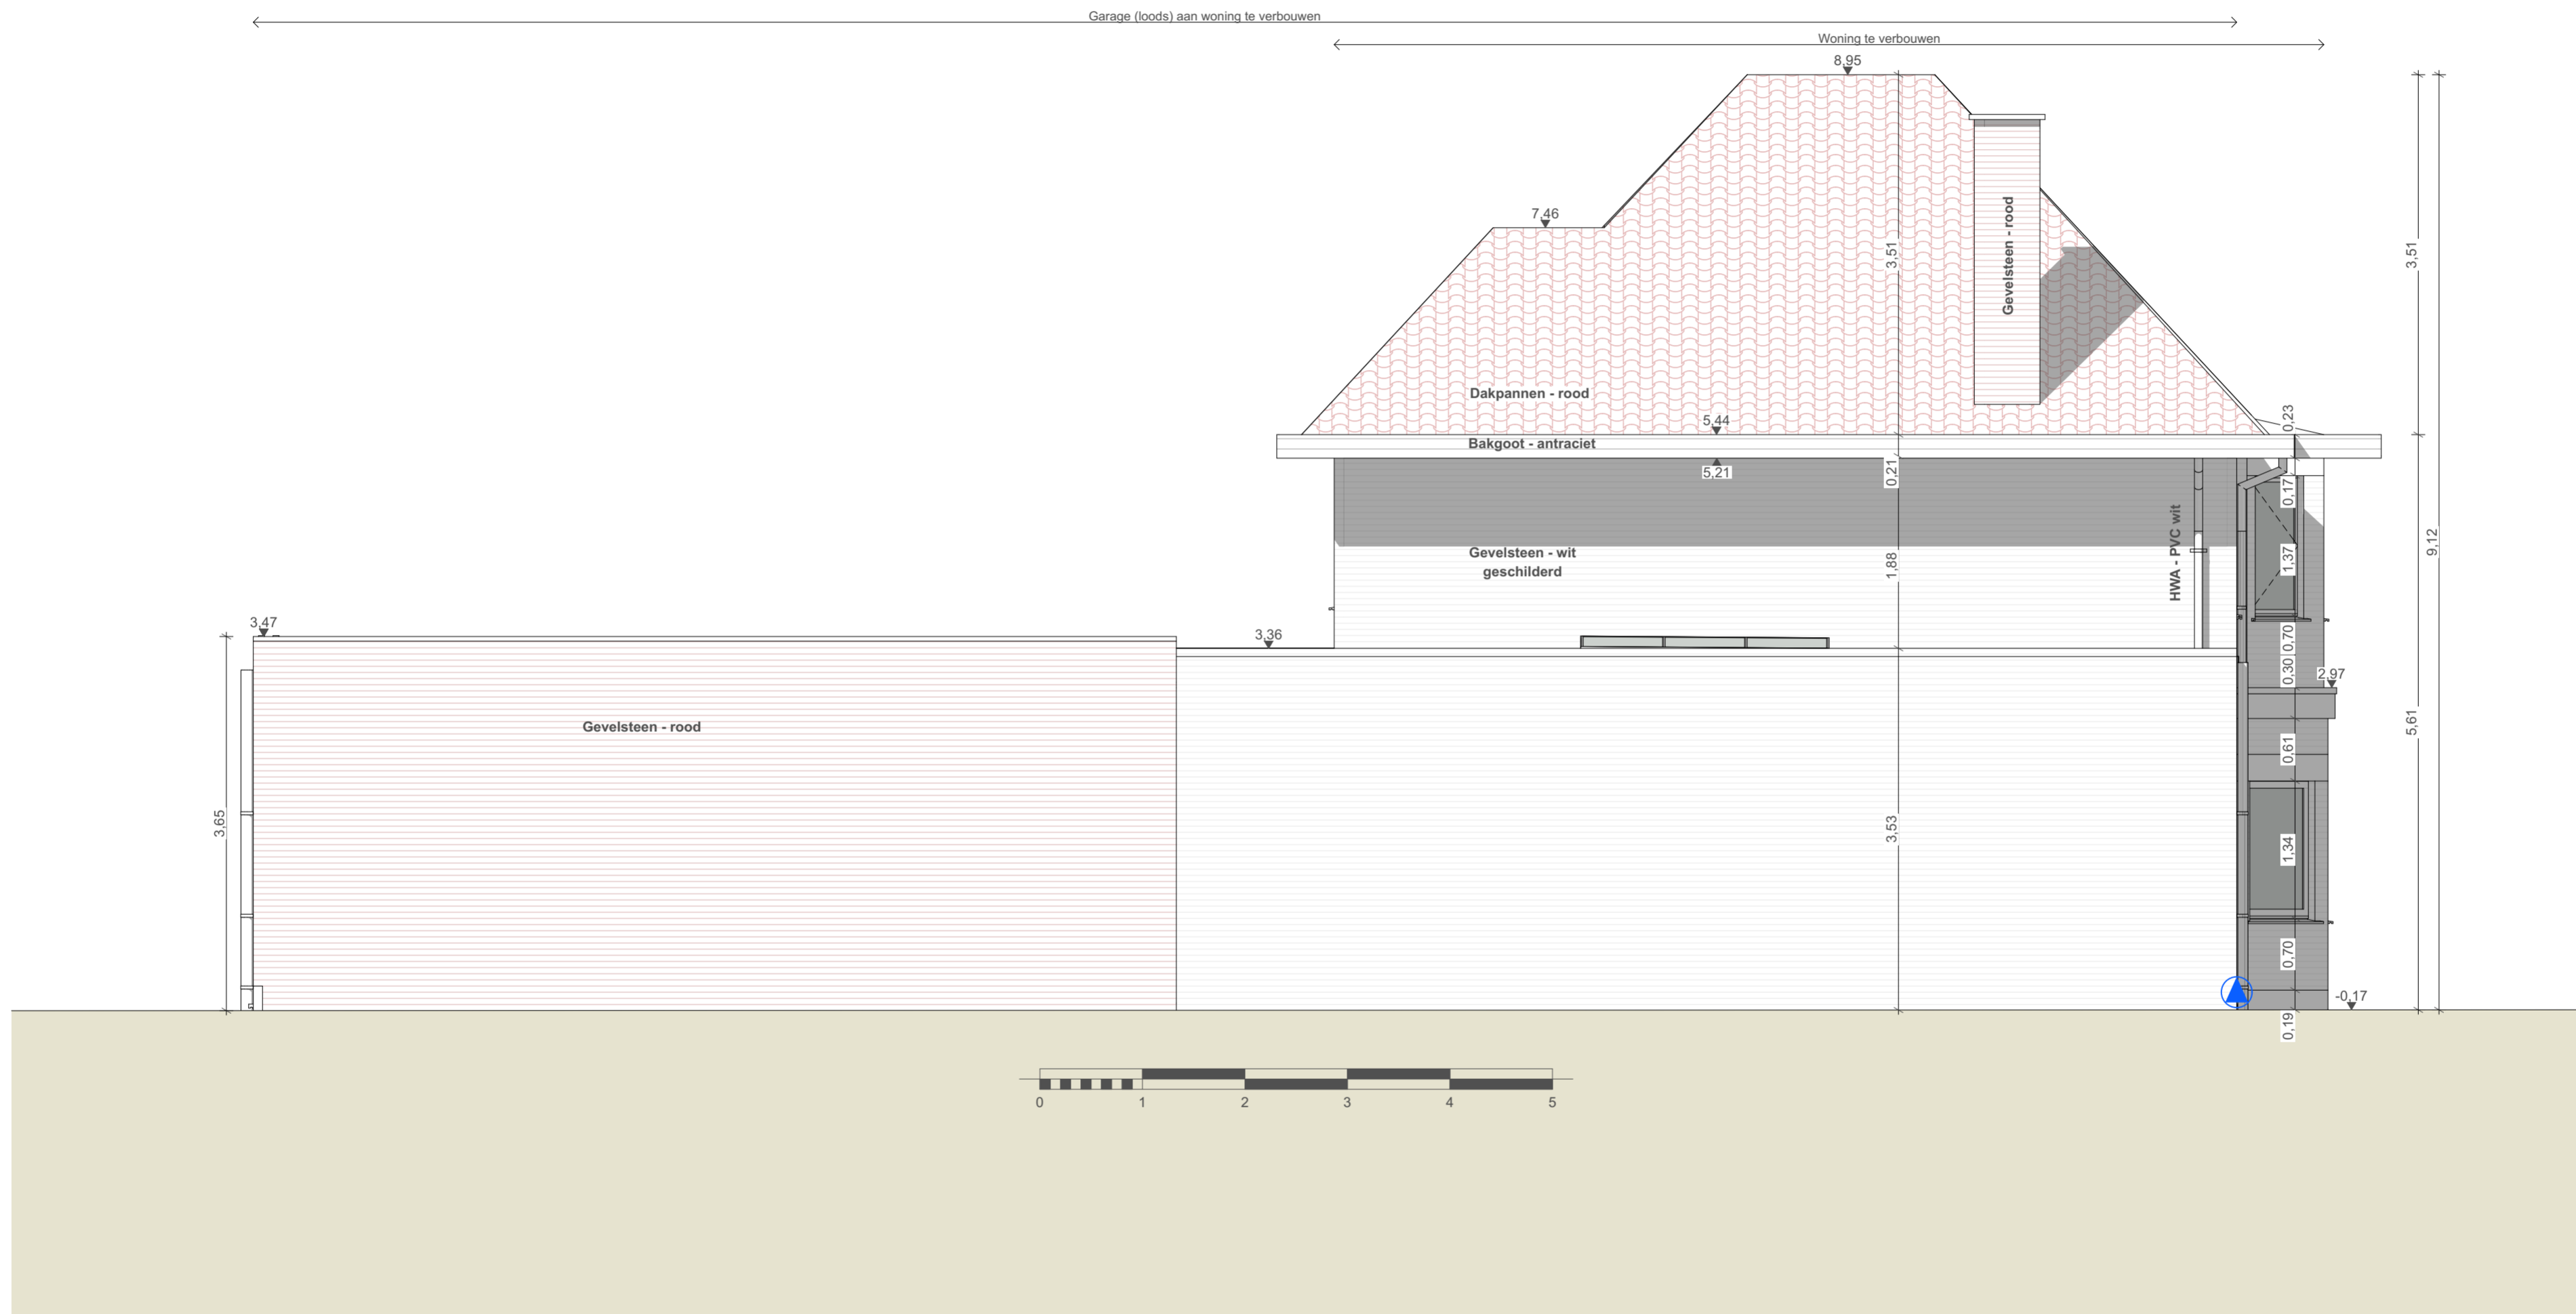 Garage (loods) aan woning te verbouwen
Woning te verbouwen
8,95
7,46
3,51
Gevelsteen - rood
3,51
Dakpannen - rood
5,44
0,23
Bakgoot - antraciet
5,21
0,21
0,17
HWA - PVC wit
9,12
Gevelsteen - wit
geschilderd
1,88
1,37
3,47
3,36
0,70
0,30
2,97
Gevelsteen - rood
5,61
0,61
3,65
3,53
1,34
0,70
-0,17
0,19
0 1 2 3 4 5